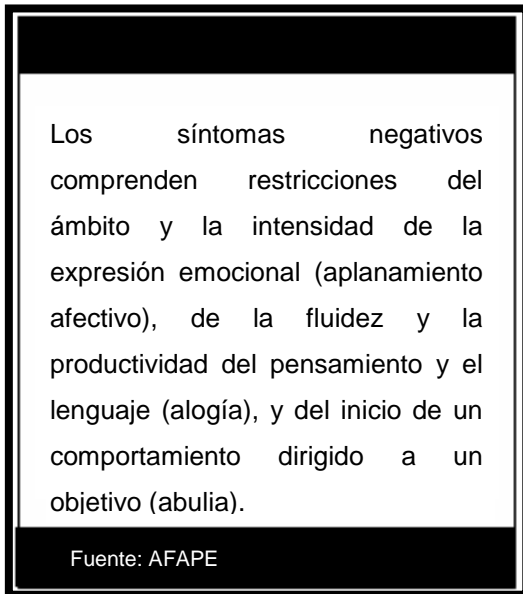 Los síntomas negativos
comprenden restricciones del
ámbito y la intensidad de la
expresión emocional (aplanamiento
afectivo), de la fluidez y la
productividad del pensamiento y el
lenguaje (alogía), y del inicio de un
comportamiento dirigido a un
objetivo (abulia).
Fuente: AFAPE